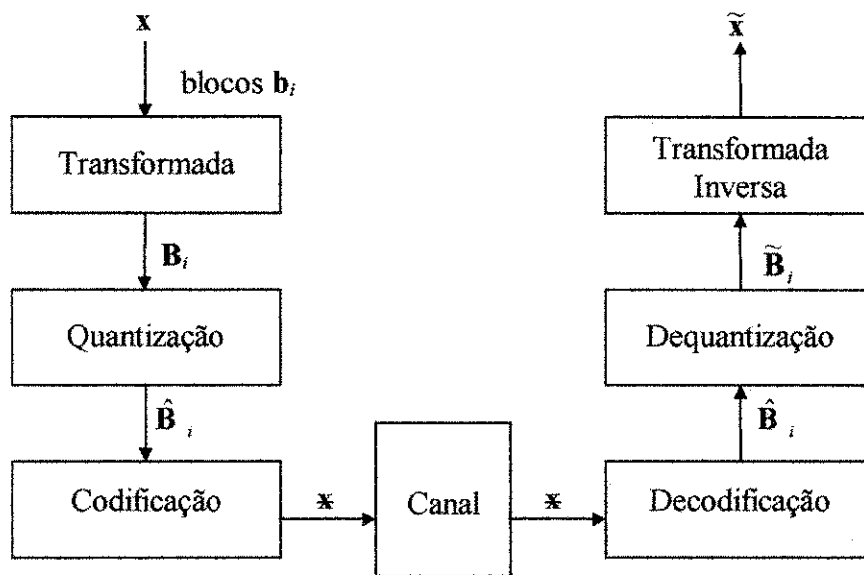 x
x̃
blocos bᵢ
Transformada
Transformada
Inversa
Bᵢ
B̃ᵢ
Quantização
Dequantização
B̂ ᵢ
B̂ ᵢ
Codificação
x̶
Canal
x̶
Decodificação